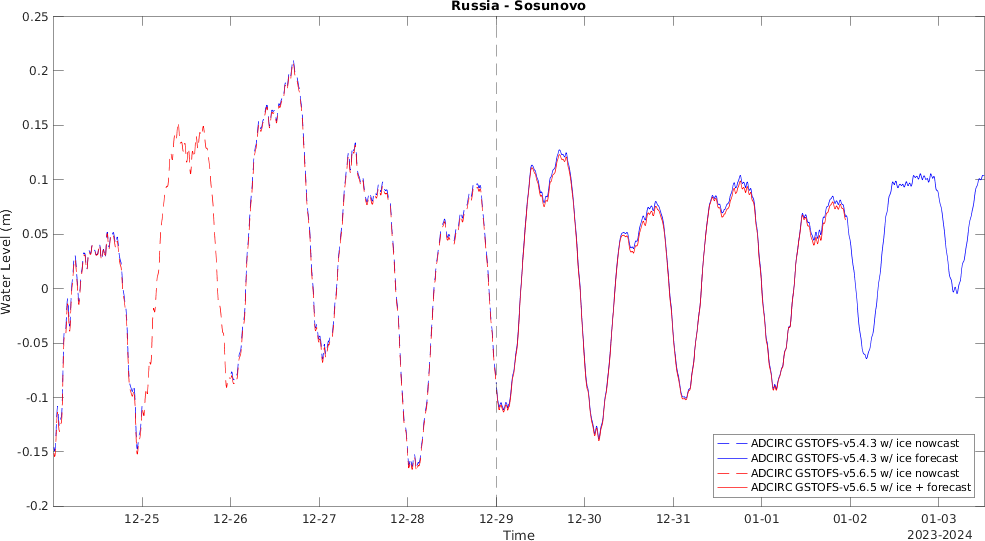 Russia - Sosunovo
0.25
0.2
0.15
0.1
0.05
0
-0.05
-0.1
-0.15
-0.2
Water Level (m)
ADCIRC GSTOFS-v5.4.3 w/ ice nowcast
ADCIRC GSTOFS-v5.4.3 w/ ice forecast
ADCIRC GSTOFS-v5.6.5 w/ ice nowcast
ADCIRC GSTOFS-v5.6.5 w/ ice + forecast
12-25 12-26 12-27 12-28 12-29 12-30 12-31 01-01 01-02 01-03
Time
2023-2024